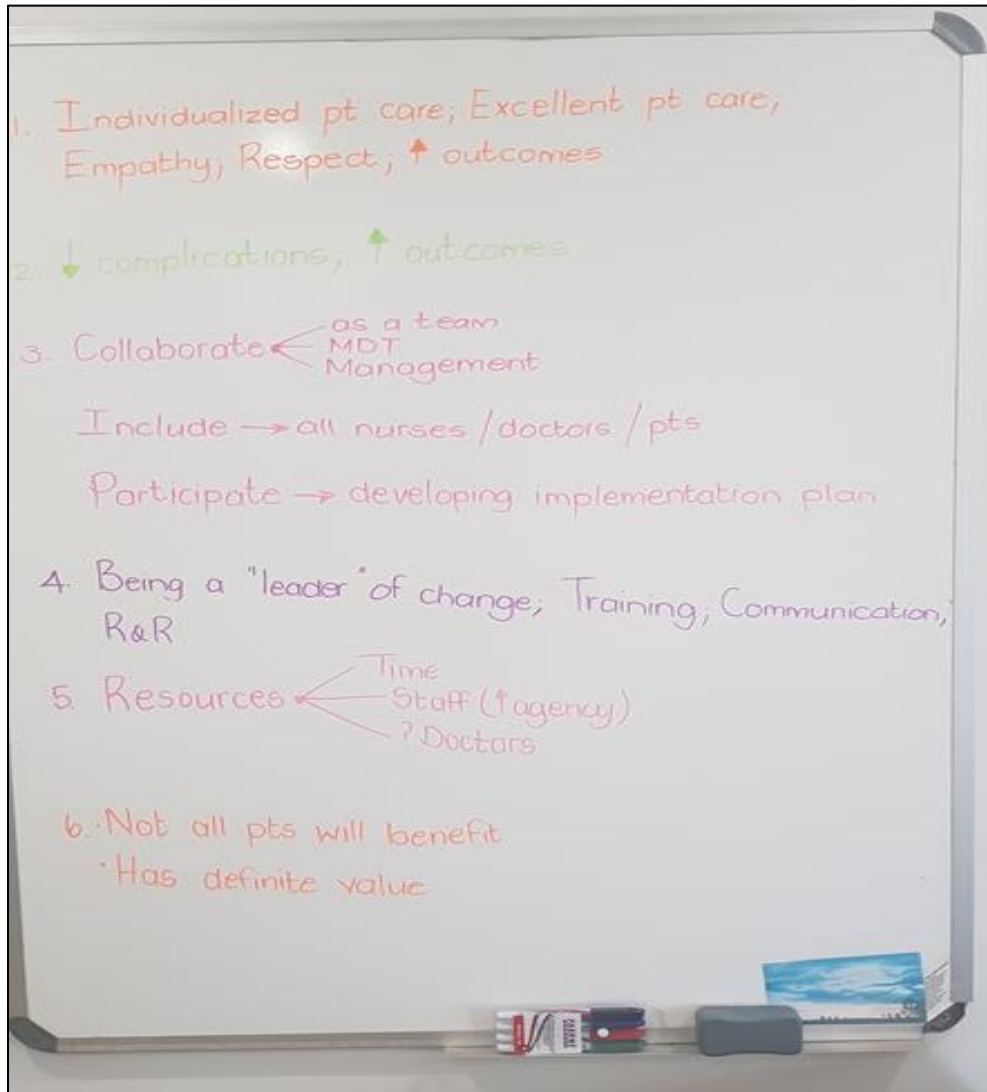 1. Individualized pt care; Excellent pt care,
Empathy, Respect, ↑ outcomes
2. ↓ complications; ↑ outcomes
3. Collaborate
as a team
MDT
Management
Include → all nurses/doctors/pts
Participate → developing implementation plan
4. Being a "leader" of change; Training; Communication;
R&R
5. Resources
Time
Staff (↑agency)
? Doctors
6. · Not all pts will benefit
· Has definite value